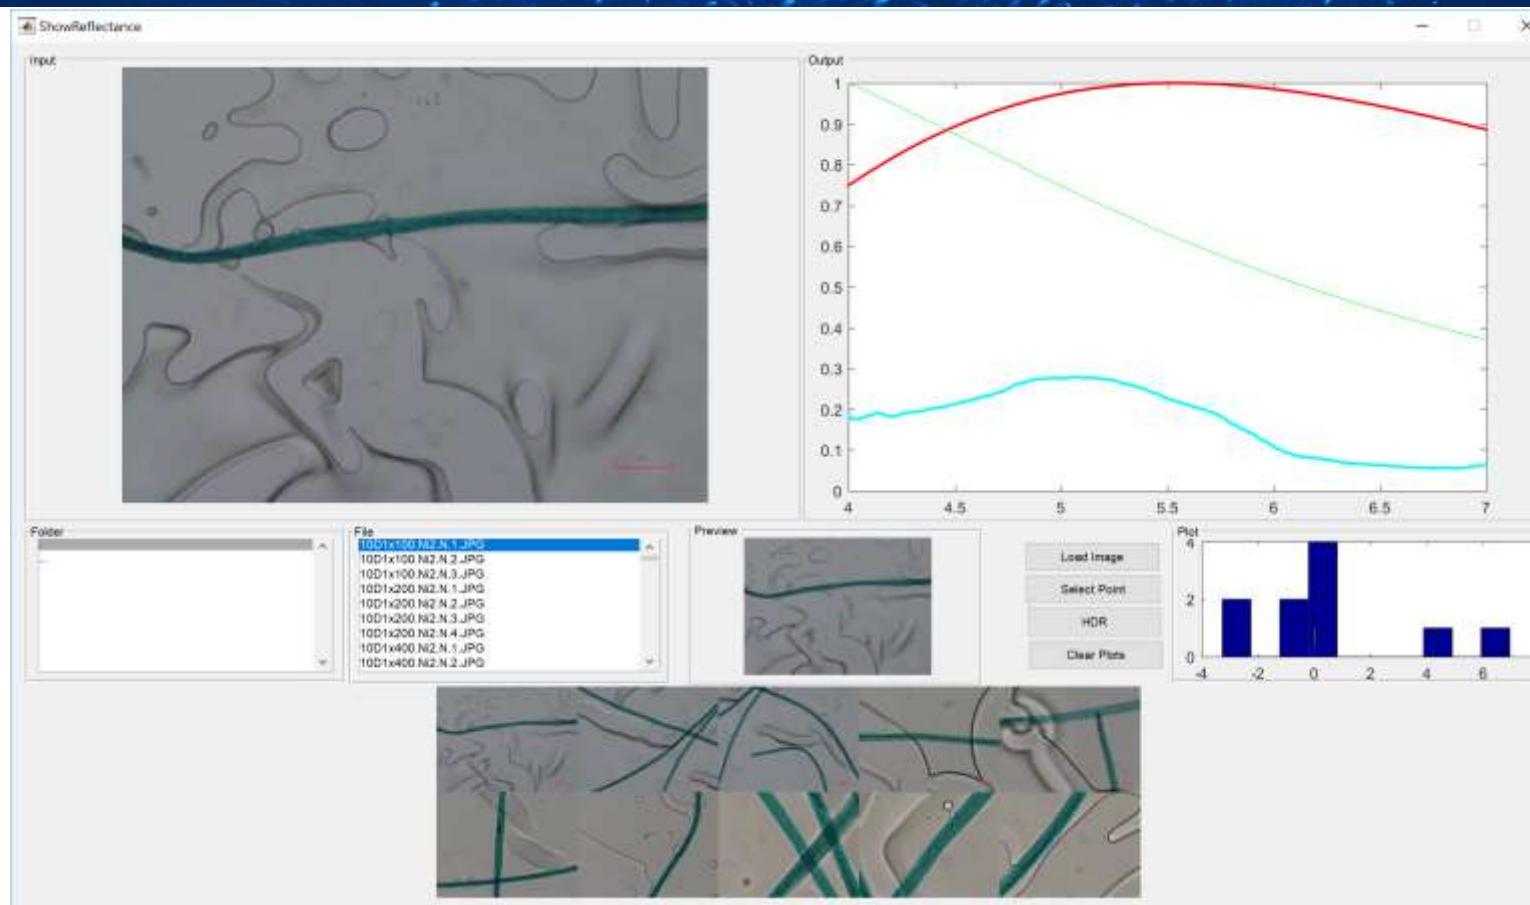 ShowReflectance
Input
Output
1
0.9
0.8
0.7
0.6
0.5
0.4
0.3
0.2
0.1
0
4 4.5 5 5.5 6 6.5 7
Folder
..
File
10D1x100.Ni2.N.1.JPG
10D1x100.Ni2.N.2.JPG
10D1x100.Ni2.N.3.JPG
10D1x200.Ni2.N.1.JPG
10D1x200.Ni2.N.2.JPG
10D1x200.Ni2.N.3.JPG
10D1x200.Ni2.N.4.JPG
10D1x400.Ni2.N.1.JPG
10D1x400.Ni2.N.2.JPG
Preview
Load Image
Select Point
HDR
Clear Plots
Plot
4
2
0
-4 -2 0 2 4 6